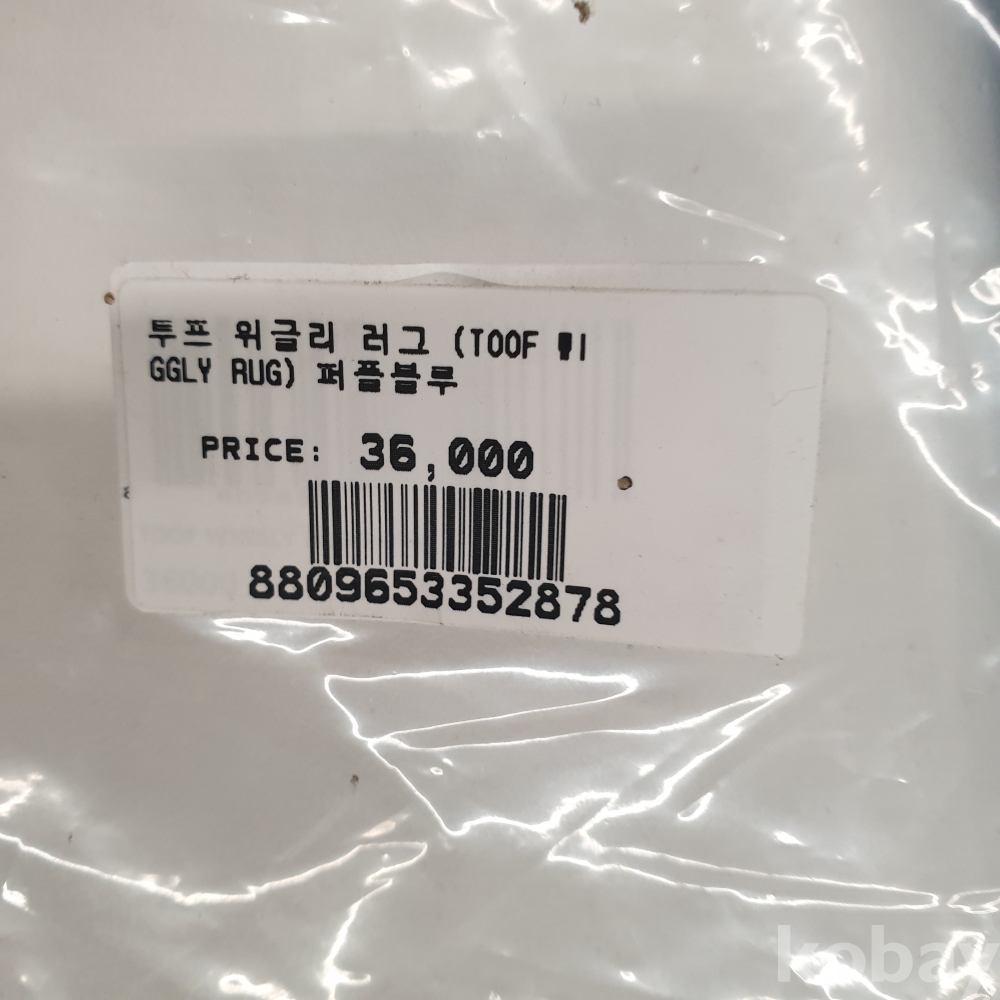 투프 위글리 러그 (TOOF WI
GGLY RUG) 퍼플블루
PRICE: 36,000
8809653352878
kobay